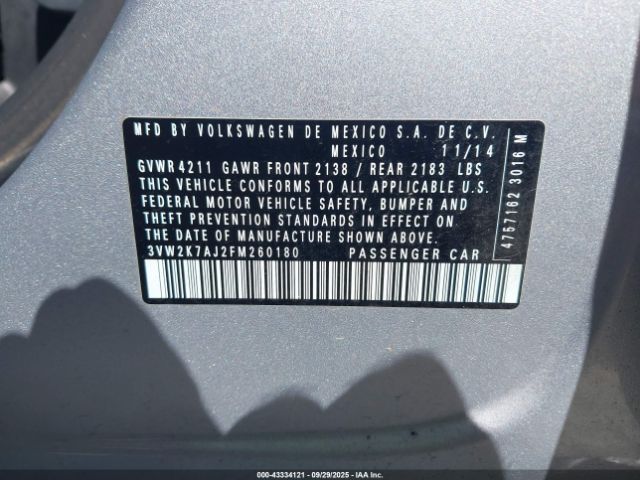 MFD BY VOLKSWAGEN DE MEXICO S.A. DE C.V.
MEXICO 11/14
GVWR 4211 GAWR FRONT 2138 / REAR 2183 LBS
THIS VEHICLE CONFORMS TO ALL APPLICABLE U.S.
FEDERAL MOTOR VEHICLE SAFETY, BUMPER AND
THEFT PREVENTION STANDARDS IN EFFECT ON
THE DATE OF MANUFACTURE SHOWN ABOVE.
3VW2K7AJ2FM260180 PASSENGER CAR
4757162 3016 M
000-43334121 - 09/29/2025 - IAAI.COM